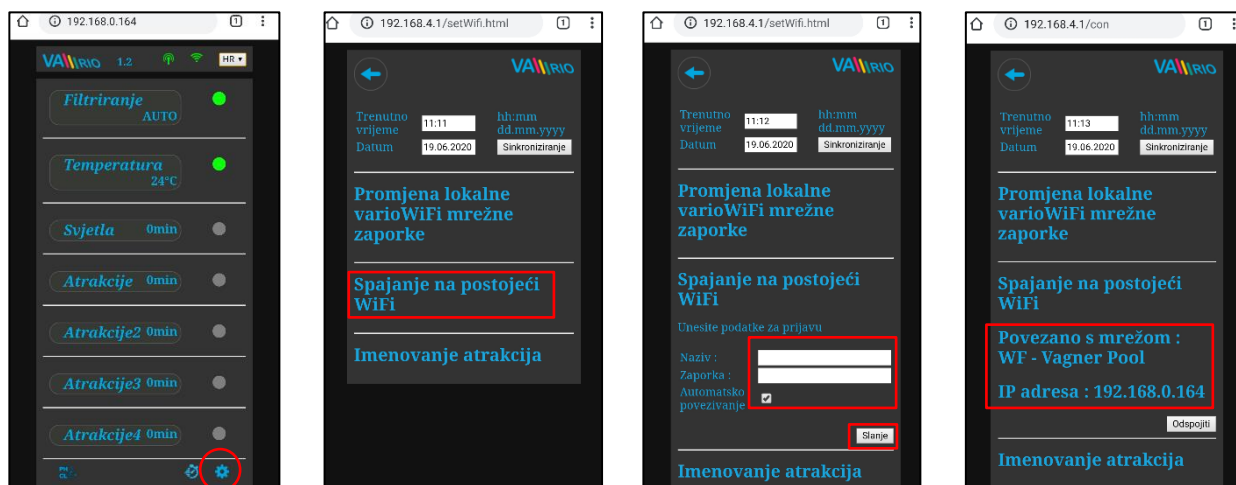 192.168.0.164
1
VARIO 1.2
HR
Filtriranje
AUTO
Temperatura
24°C
Svjetla 0min
Atrakcije 0min
Atrakcije2 0min
Atrakcije3 0min
Atrakcije4 0min
192.168.4.1/setWifi.html
1
VARIO
Trenutno
vrijeme 11:11 hh:mm
dd.mm.yyyy
Datum 19.06.2020 Sinkroniziranje
Promjena lokalne
varioWiFi mrežne
zaporke
Spajanje na postojeći
WiFi
Imenovanje atrakcija
192.168.4.1/setWifi.html
1
VARIO
Trenutno
vrijeme 11:12 hh:mm
dd.mm.yyyy
Datum 19.06.2020 Sinkroniziranje
Promjena lokalne
varioWiFi mrežne
zaporke
Spajanje na postojeći
WiFi
Unesite podatke za prijavu
Naziv :
Zaporka :
Automatsko
povezivanje
Slanje
Imenovanje atrakcija
192.168.4.1/con
1
VARIO
Trenutno
vrijeme 11:13 hh:mm
dd.mm.yyyy
Datum 19.06.2020 Sinkroniziranje
Promjena lokalne
varioWiFi mrežne
zaporke
Spajanje na postojeći
WiFi
Povezano s mrežom :
WF - Vagner Pool
IP adresa : 192.168.0.164
Odspojiti
Imenovanje atrakcija